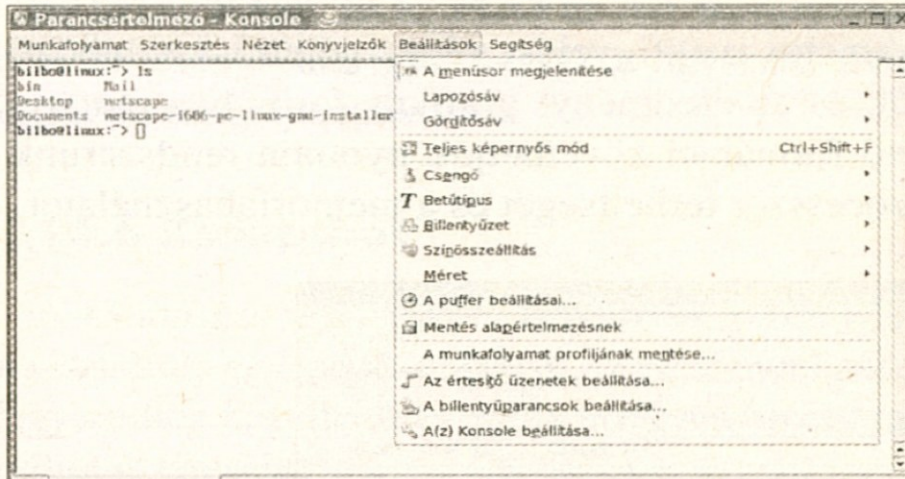 Parancsértelmező - Konsole
Munkafolyamat Szerkesztés Nézet Könyvjelzők Beállítások Segítség
bilbo@linux:~> ls
bin Mail
Desktop netscape
Documents netscape-i686-pc-linux-gnu-installer
bilbo@linux:~>
A menüsor megjelenítése
Lapozósáv
Gördítősáv
Teljes képernyős mód Ctrl+Shift+F
Csengő
Betűtípus
Billentyűzet
Színösszeállítás
Méret
A puffer beállításai...
Mentés alapértelmezésnek
A munkafolyamat profiljának mentése...
Az értesítő üzenetek beállítása...
A billentyűparancsok beállítása...
A(z) Konsole beállítása...